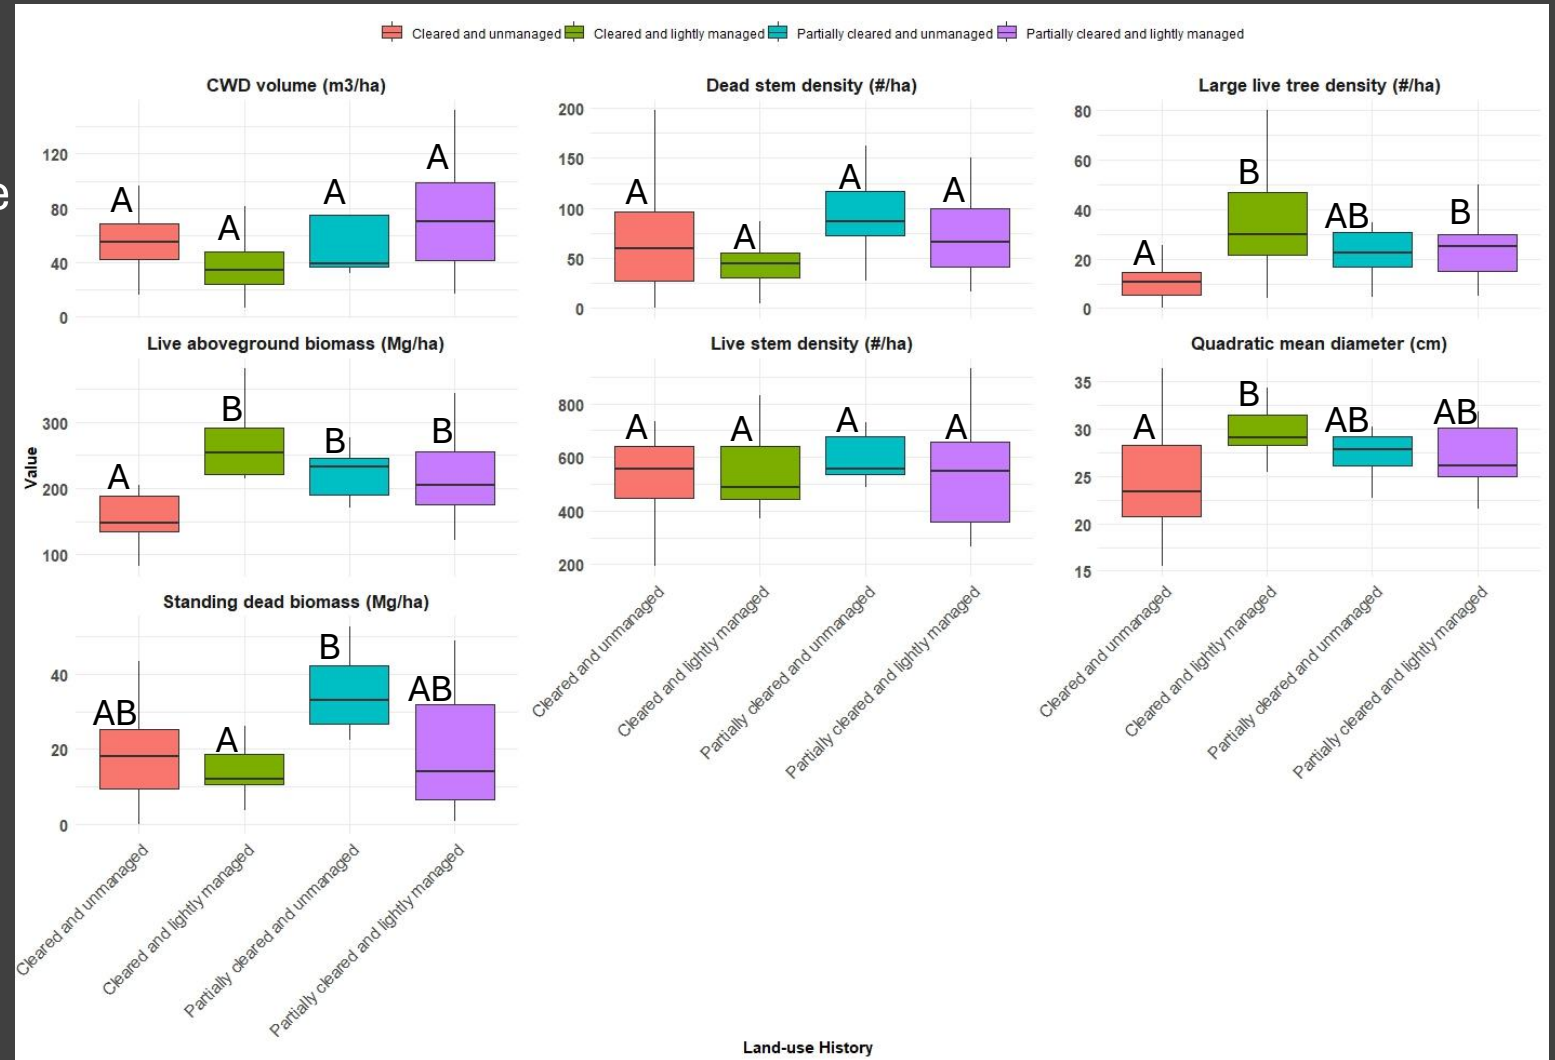 Cleared and unmanaged Cleared and lightly managed Partially cleared and unmanaged Partially cleared and lightly managed
CWD volume (m3/ha)
120
80
40
0
A
A
A
A
Dead stem density (#/ha)
200
150
100
50
0
A
A
A
A
Large live tree density (#/ha)
80
60
40
20
0
A
B
AB
B
e
Value
Live aboveground biomass (Mg/ha)
300
200
100
A
B
B
B
Live stem density (#/ha)
800
600
400
200
A
A
A
A
Cleared and unmanaged
Cleared and lightly managed
Partially cleared and unmanaged
Partially cleared and lightly managed
Quadratic mean diameter (cm)
35
30
25
20
15
A
B
AB
AB
Cleared and unmanaged
Cleared and lightly managed
Partially cleared and unmanaged
Partially cleared and lightly managed
Standing dead biomass (Mg/ha)
40
20
0
AB
A
B
AB
Cleared and unmanaged
Cleared and lightly managed
Partially cleared and unmanaged
Partially cleared and lightly managed
Land-use History